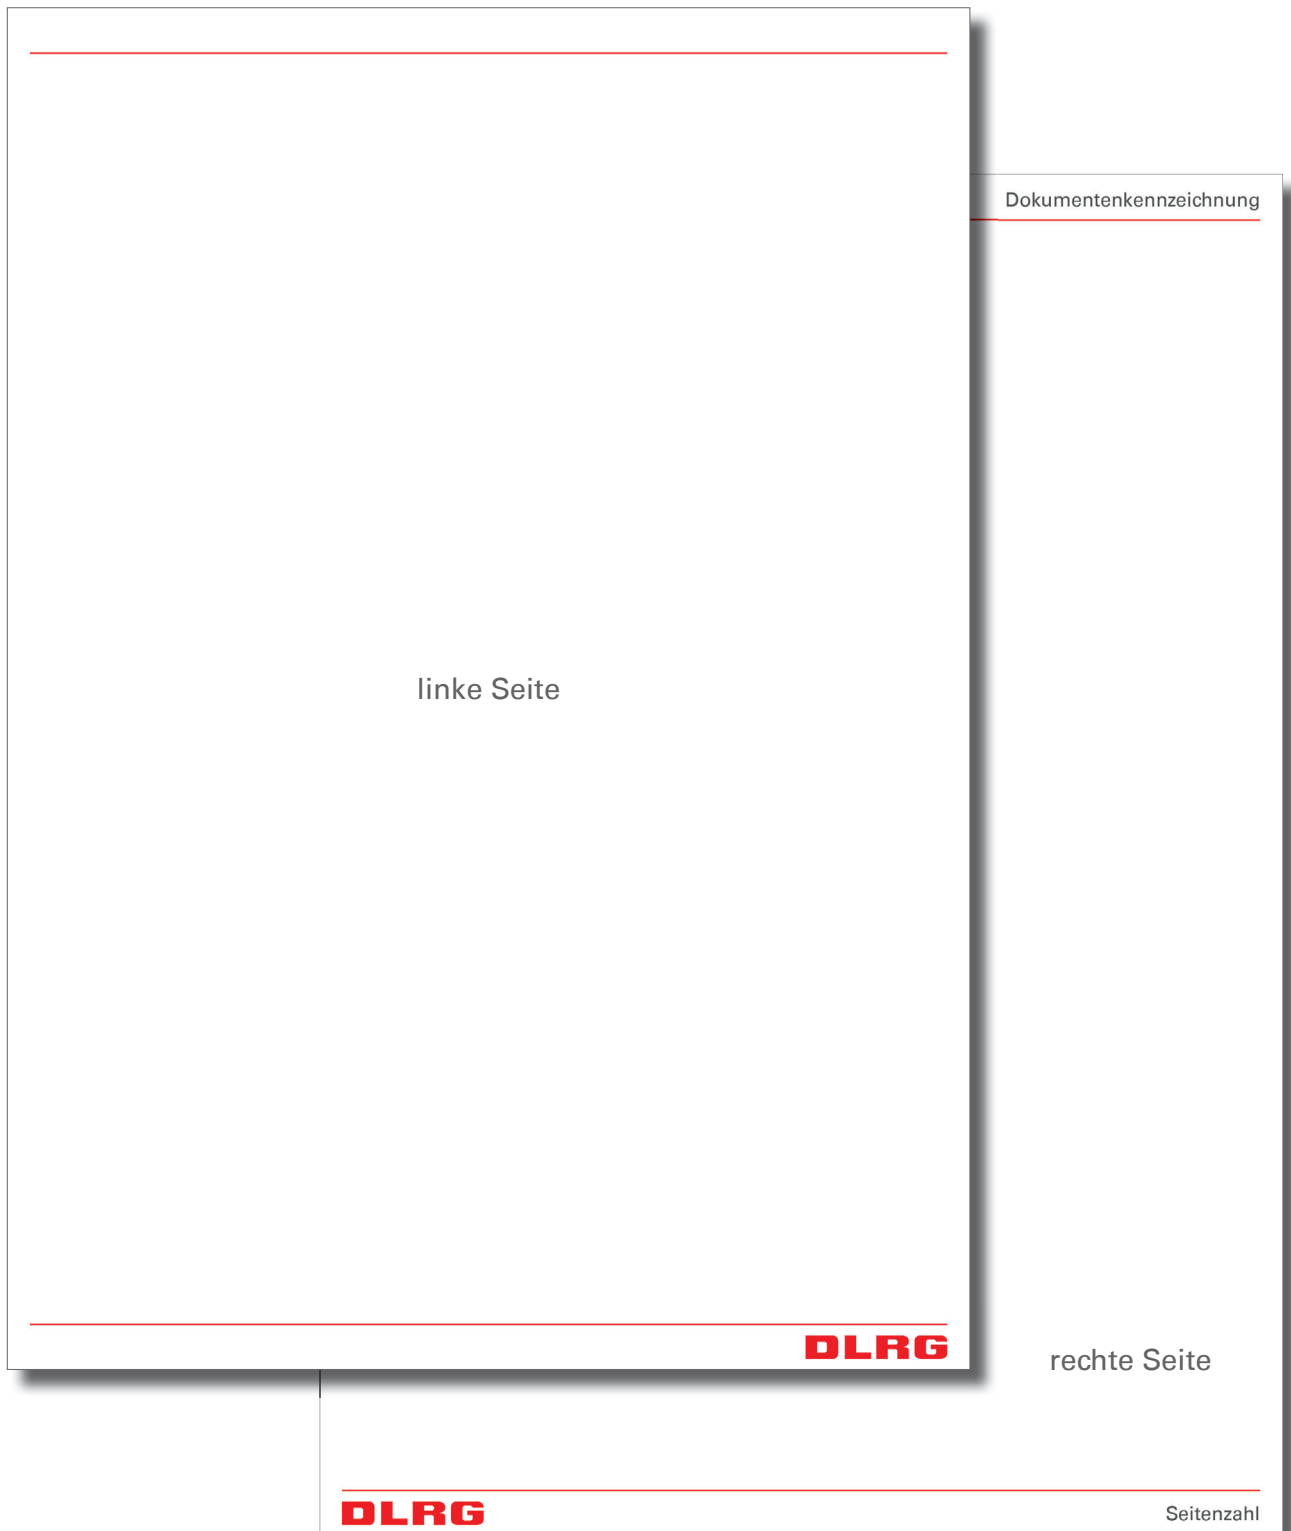 Dokumentenkennzeichnung
linke Seite
DLRG
rechte Seite
DLRG
Seitenzahl